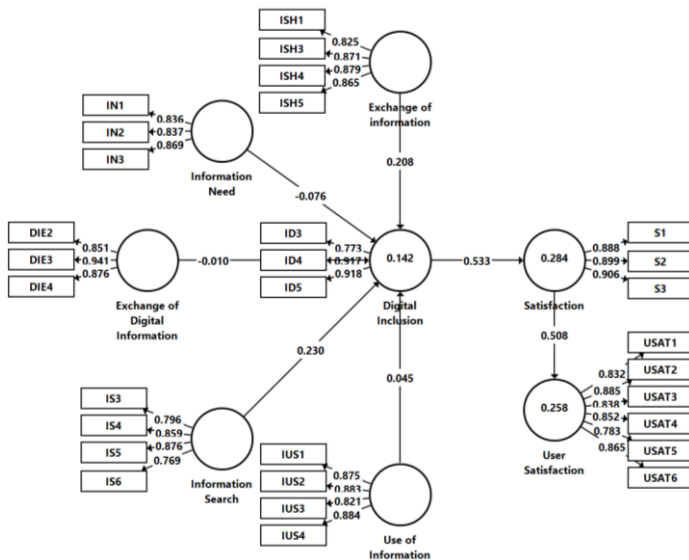 ISH1
0.825
ISH3
0.871
ISH4
0.879
ISH5
0.865
Exchange of
information
0.208
IN1
0.836
IN2
0.837
IN3
0.869
Information
Need
-0.076
DIE2
0.851
DIE3
0.941
DIE4
0.876
Exchange of
Digital
Information
-0.010
ID3
0.773
ID4
0.917
ID5
0.918
0.142
Digital
Inclusion
0.533
0.284
Satisfaction
0.888
S1
0.899
S2
0.906
S3
0.508
0.258
User
Satisfaction
0.832
USAT1
0.885
USAT2
0.838
USAT3
0.852
USAT4
0.783
USAT5
0.865
USAT6
0.230
IS3
0.796
IS4
0.859
IS5
0.876
IS6
0.769
Information
Search
0.045
IUS1
0.875
IUS2
0.883
IUS3
0.821
IUS4
0.884
Use of
Information